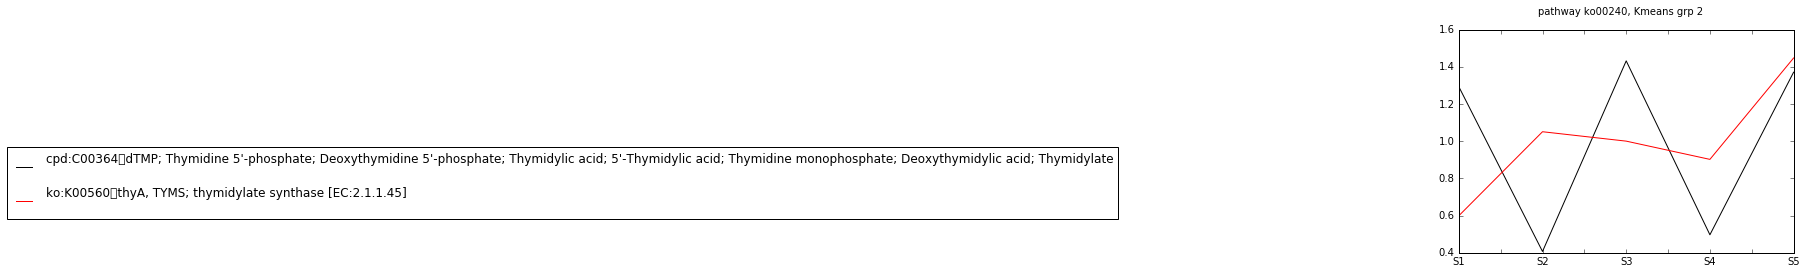 pathway ko00240, Kmeans grp 2
1.6
1.4
1.2
1.0
0.8
0.6
0.4
S1 S2 S3 S4 S5
cpd:C00364▯dTMP; Thymidine 5'-phosphate; Deoxythymidine 5'-phosphate; Thymidylic acid; 5'-Thymidylic acid; Thymidine monophosphate; Deoxythymidylic acid; Thymidylate
ko:K00560▯thyA, TYMS; thymidylate synthase [EC:2.1.1.45]